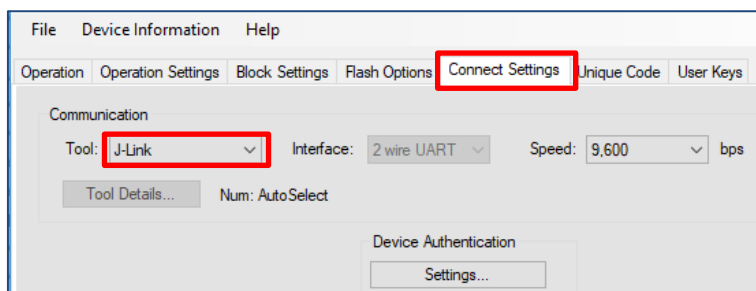 File Device Information Help
Operation Operation Settings Block Settings Flash Options Connect Settings Unique Code User Keys
Communication
Tool: J-Link Interface: 2 wire UART Speed: 9,600 bps
Tool Details... Num: AutoSelect
Device Authentication
Settings...